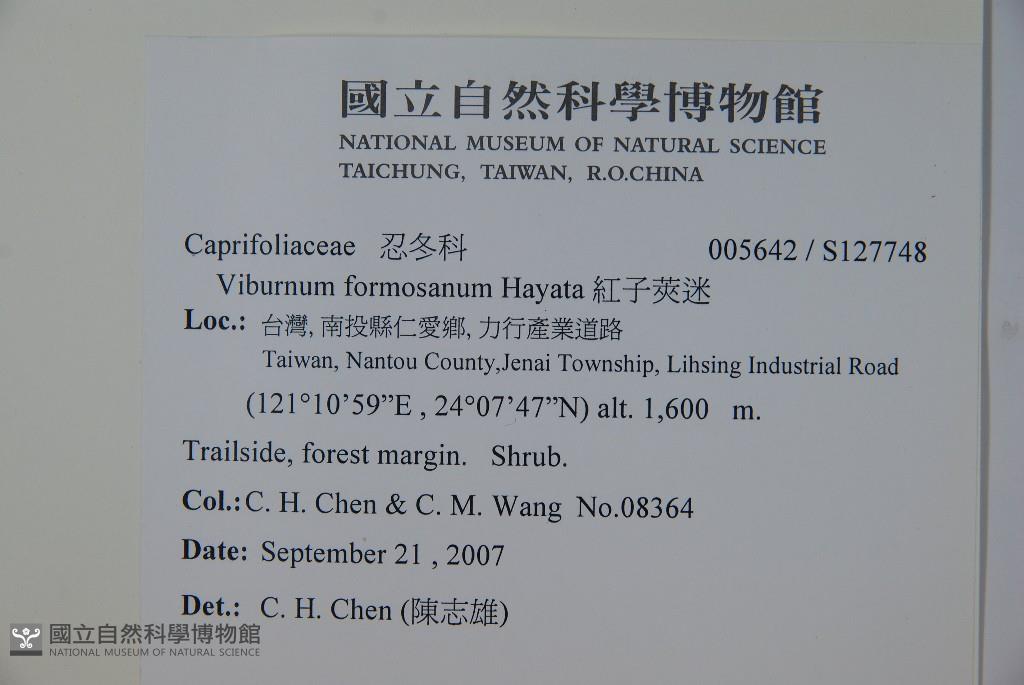 國立自然科學博物館
NATIONAL MUSEUM OF NATURAL SCIENCE
TAICHUNG, TAIWAN, R.O.CHINA
Caprifoliaceae 忍冬科 005642 / S127748
Viburnum formosanum Hayata 紅子莢迷
Loc.: 台灣, 南投縣仁愛鄉, 力行產業道路
Taiwan, Nantou County,Jenai Township, Lihsing Industrial Road
(121°10’59”E , 24°07’47”N) alt. 1,600 m.
Trailside, forest margin. Shrub.
Col.: C. H. Chen & C. M. Wang No.08364
Date: September 21 , 2007
Det.: C. H. Chen (陳志雄)
國立自然科學博物館
NATIONAL MUSEUM OF NATURAL SCIENCE